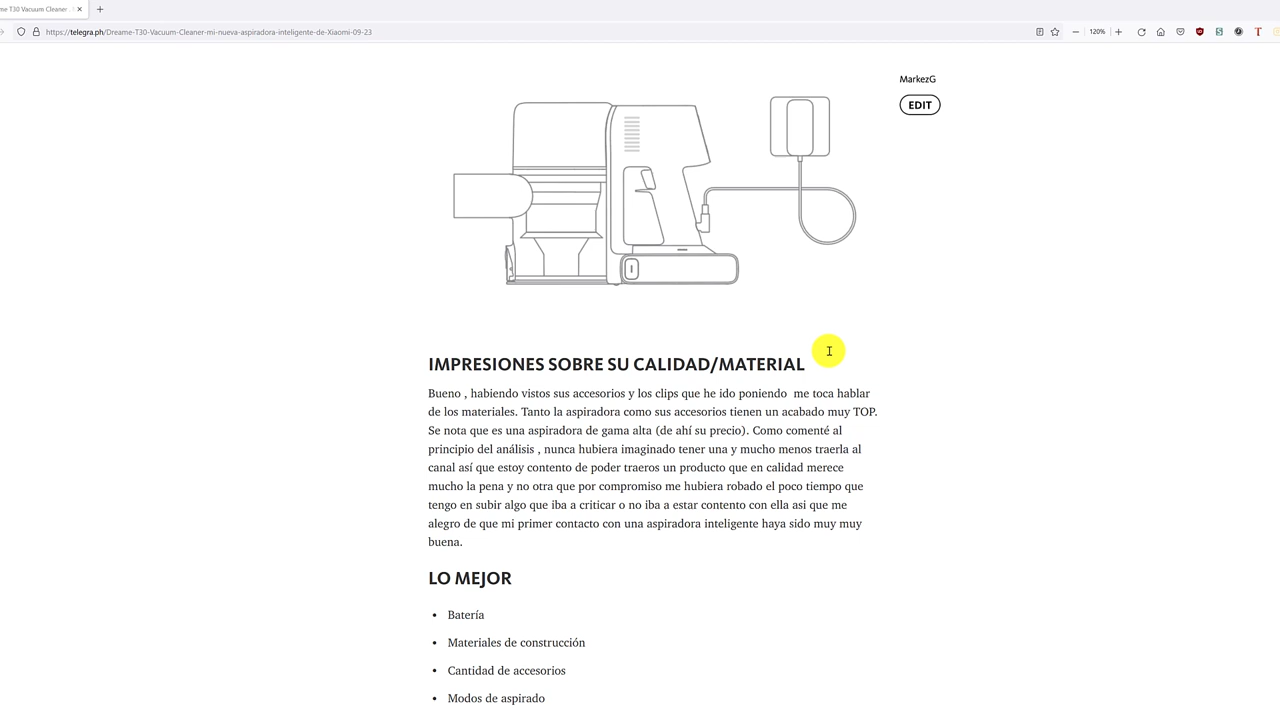 me T30 Vacuum Cleaner
https://telegra.ph/Dreame-T30-Vacuum-Cleaner-mi-nueva-aspiradora-inteligente-de-Xiaomi-09-23
120%
MarkezG
EDIT
IMPRESIONES SOBRE SU CALIDAD/MATERIAL
Bueno , habiendo vistos sus accesorios y los clips que he ido poniendo  me toca hablar
de los materiales. Tanto la aspiradora como sus accesorios tienen un acabado muy TOP.
Se nota que es una aspiradora de gama alta (de ahí su precio). Como comenté al
principio del análisis , nunca hubiera imaginado tener una y mucho menos traerla al
canal así que estoy contento de poder traeros un producto que en calidad merece
mucho la pena y no otra que por compromiso me hubiera robado el poco tiempo que
tengo en subir algo que iba a criticar o no iba a estar contento con ella asi que me
alegro de que mi primer contacto con una aspiradora inteligente haya sido muy muy
buena.
LO MEJOR
• Batería
• Materiales de construcción
• Cantidad de accesorios
• Modos de aspirado